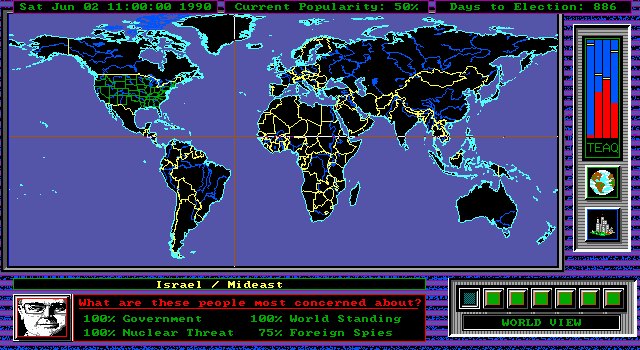 Sat Jun 02 11:00:00 1990 Current Popularity: 50% Days to Election: 886
TEAQ
Israel / Mideast
What are these people most concerned about?
100% Government 100% World Standing
100% Nuclear Threat 75% Foreign Spies
WORLD VIEW